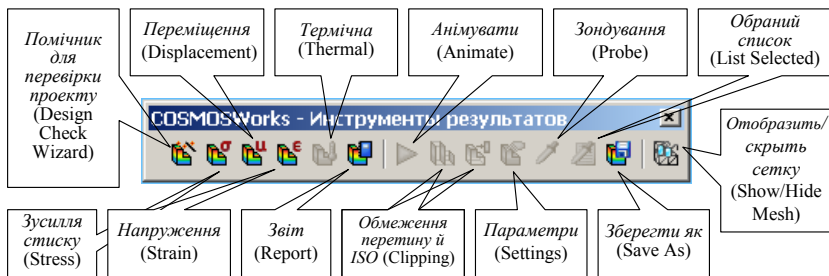 Помічник
для
перевірки
проекту
(Design
Check
Wizard)
Переміщення
(Displacement)
Термічна
(Thermal)
Анімувати
(Animate)
Зондування
(Probe)
Обраний
список
(List Selected)
COSMOSWorks - Инструменты результатов
Отобразить/
скрыть
сетку
(Show/Hide
Mesh)
Зусилля
стиску
(Stress)
Напруження
(Strain)
Звіт
(Report)
Обмеження
перетину й
ISO (Clipping)
Параметри
(Settings)
Зберегти як
(Save As)